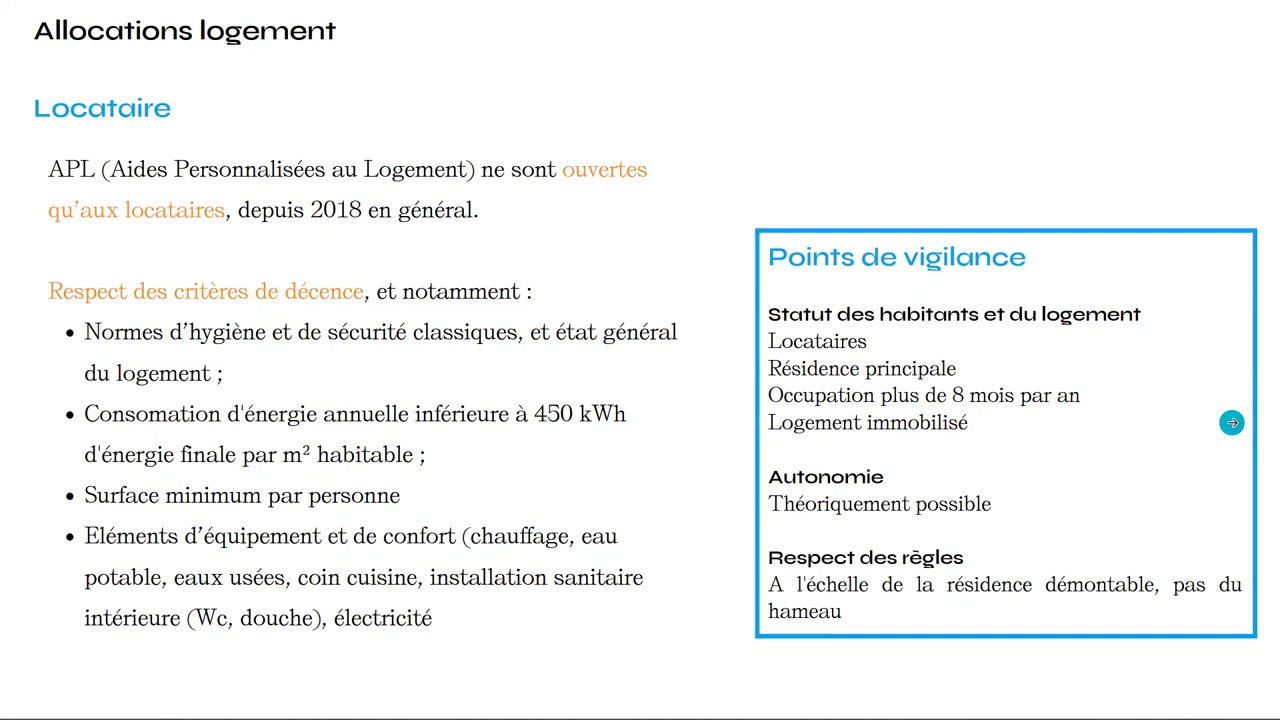 Allocations logement
Locataire
APL (Aides Personnalisées au Logement) ne sont ouvertes
qu’aux locataires, depuis 2018 en général.
Respect des critères de décence, et notamment :
• Normes d’hygiène et de sécurité classiques, et état général
du logement ;
• Consomation d'énergie annuelle inférieure à 450 kWh
d'énergie finale par m² habitable ;
• Surface minimum par personne
• Eléments d’équipement et de confort (chauffage, eau
potable, eaux usées, coin cuisine, installation sanitaire
intérieure (Wc, douche), électricité
Points de vigilance
Statut des habitants et du logement
Locataires
Résidence principale
Occupation plus de 8 mois par an
Logement immobilisé
Autonomie
Théoriquement possible
Respect des règles
A l'échelle de la résidence démontable, pas du
hameau